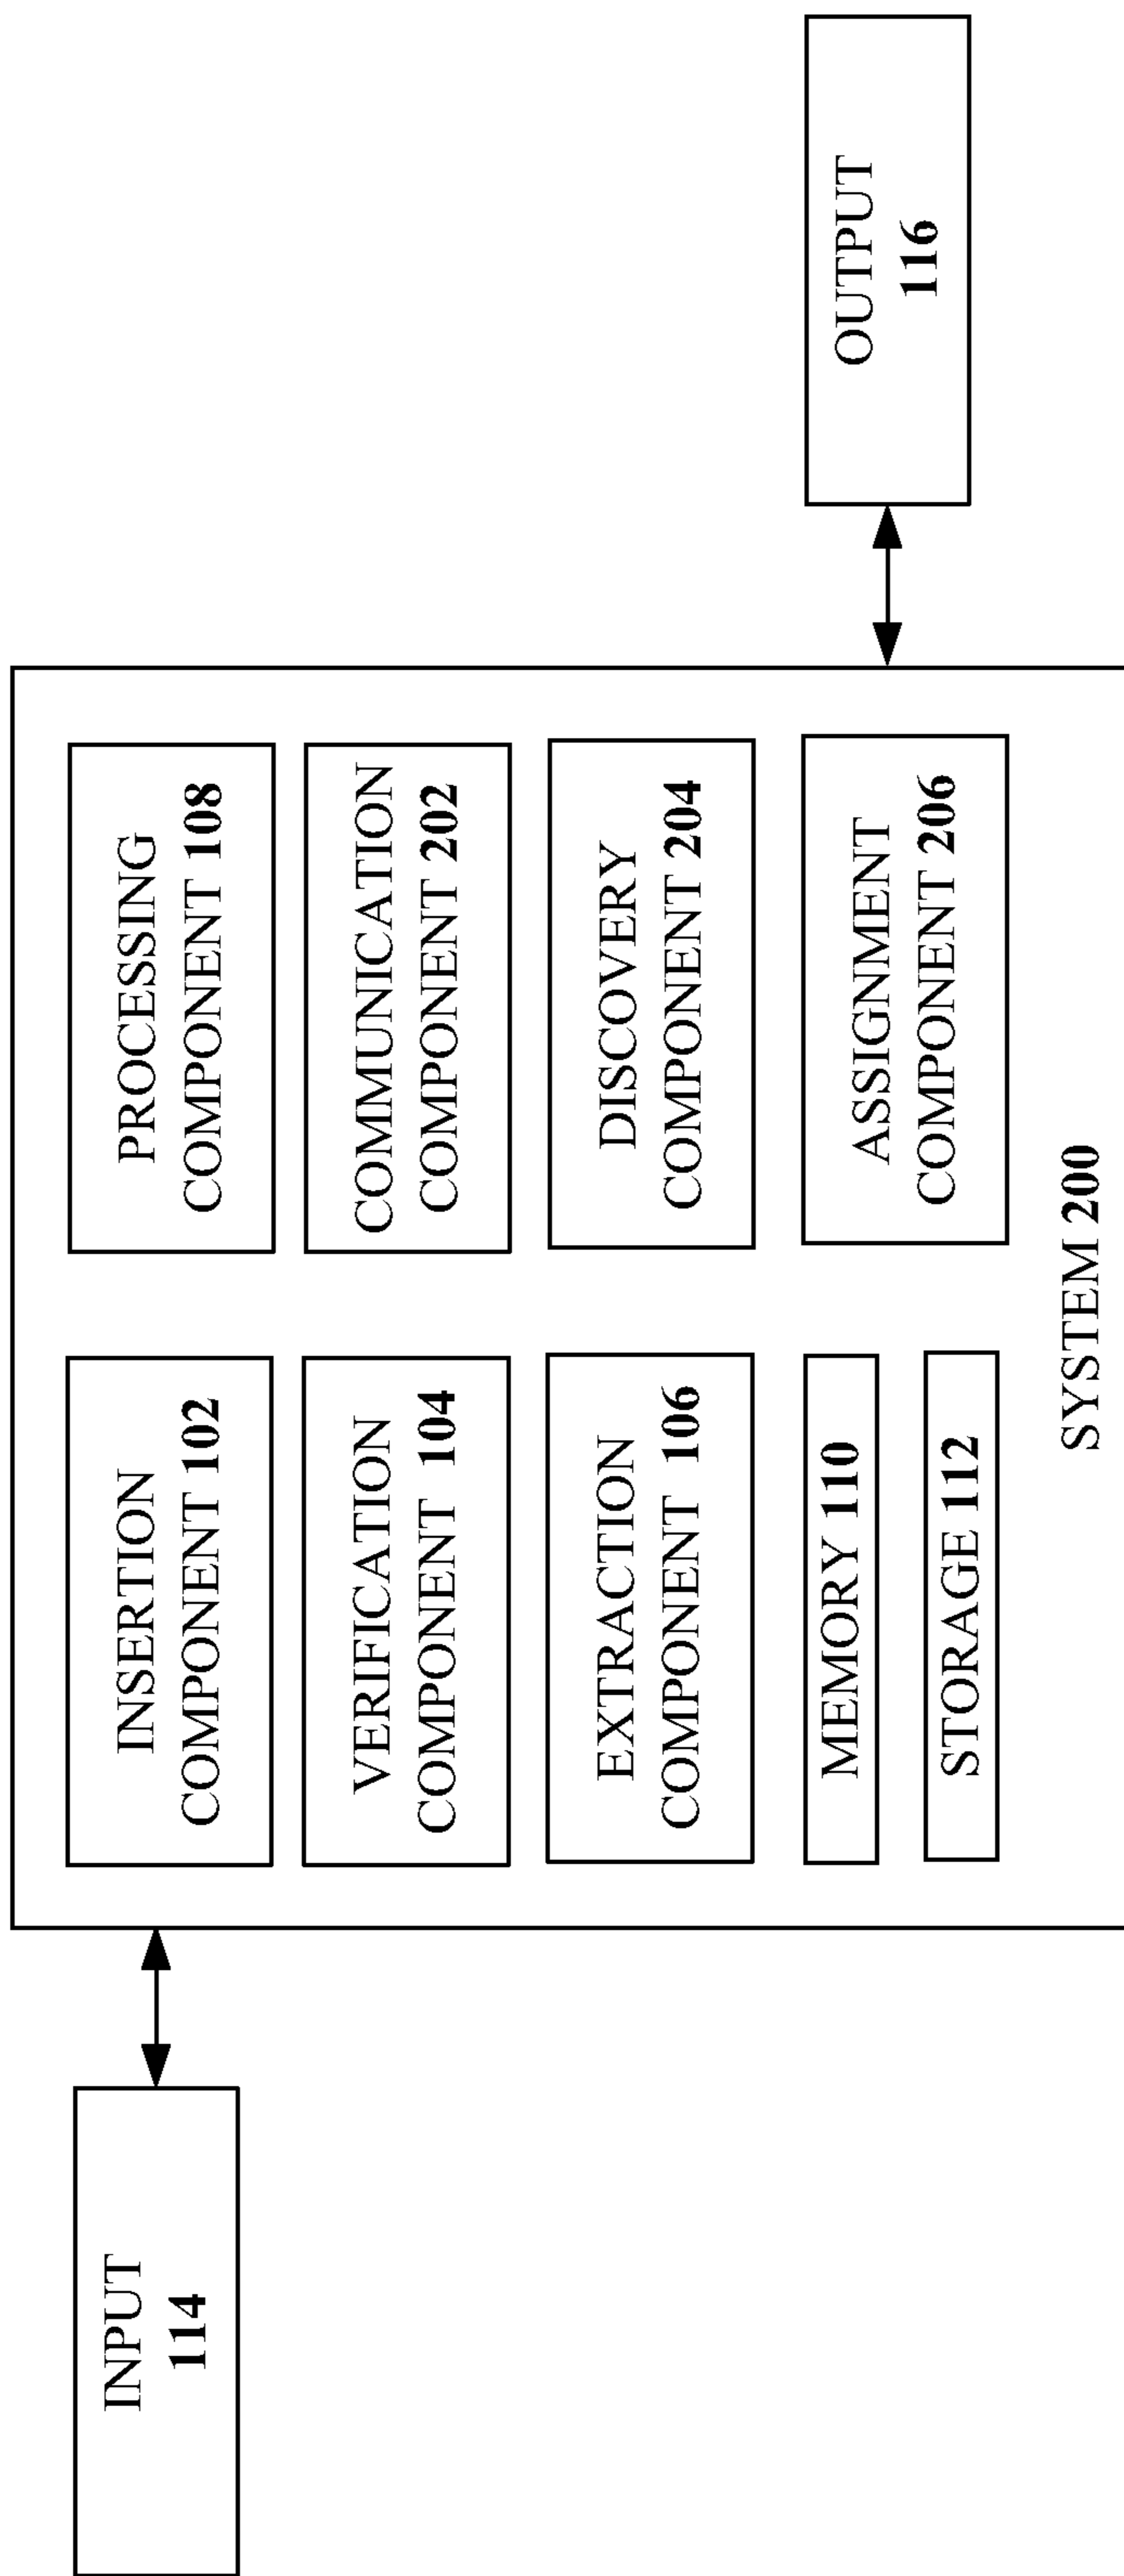 INPUT
114
INSERTION
COMPONENT 102
VERIFICATION
COMPONENT 104
EXTRACTION
COMPONENT 106
MEMORY 110
STORAGE 112
PROCESSING
COMPONENT 108
COMMUNICATION
COMPONENT 202
DISCOVERY
COMPONENT 204
ASSIGNMENT
COMPONENT 206
SYSTEM 200
OUTPUT
116